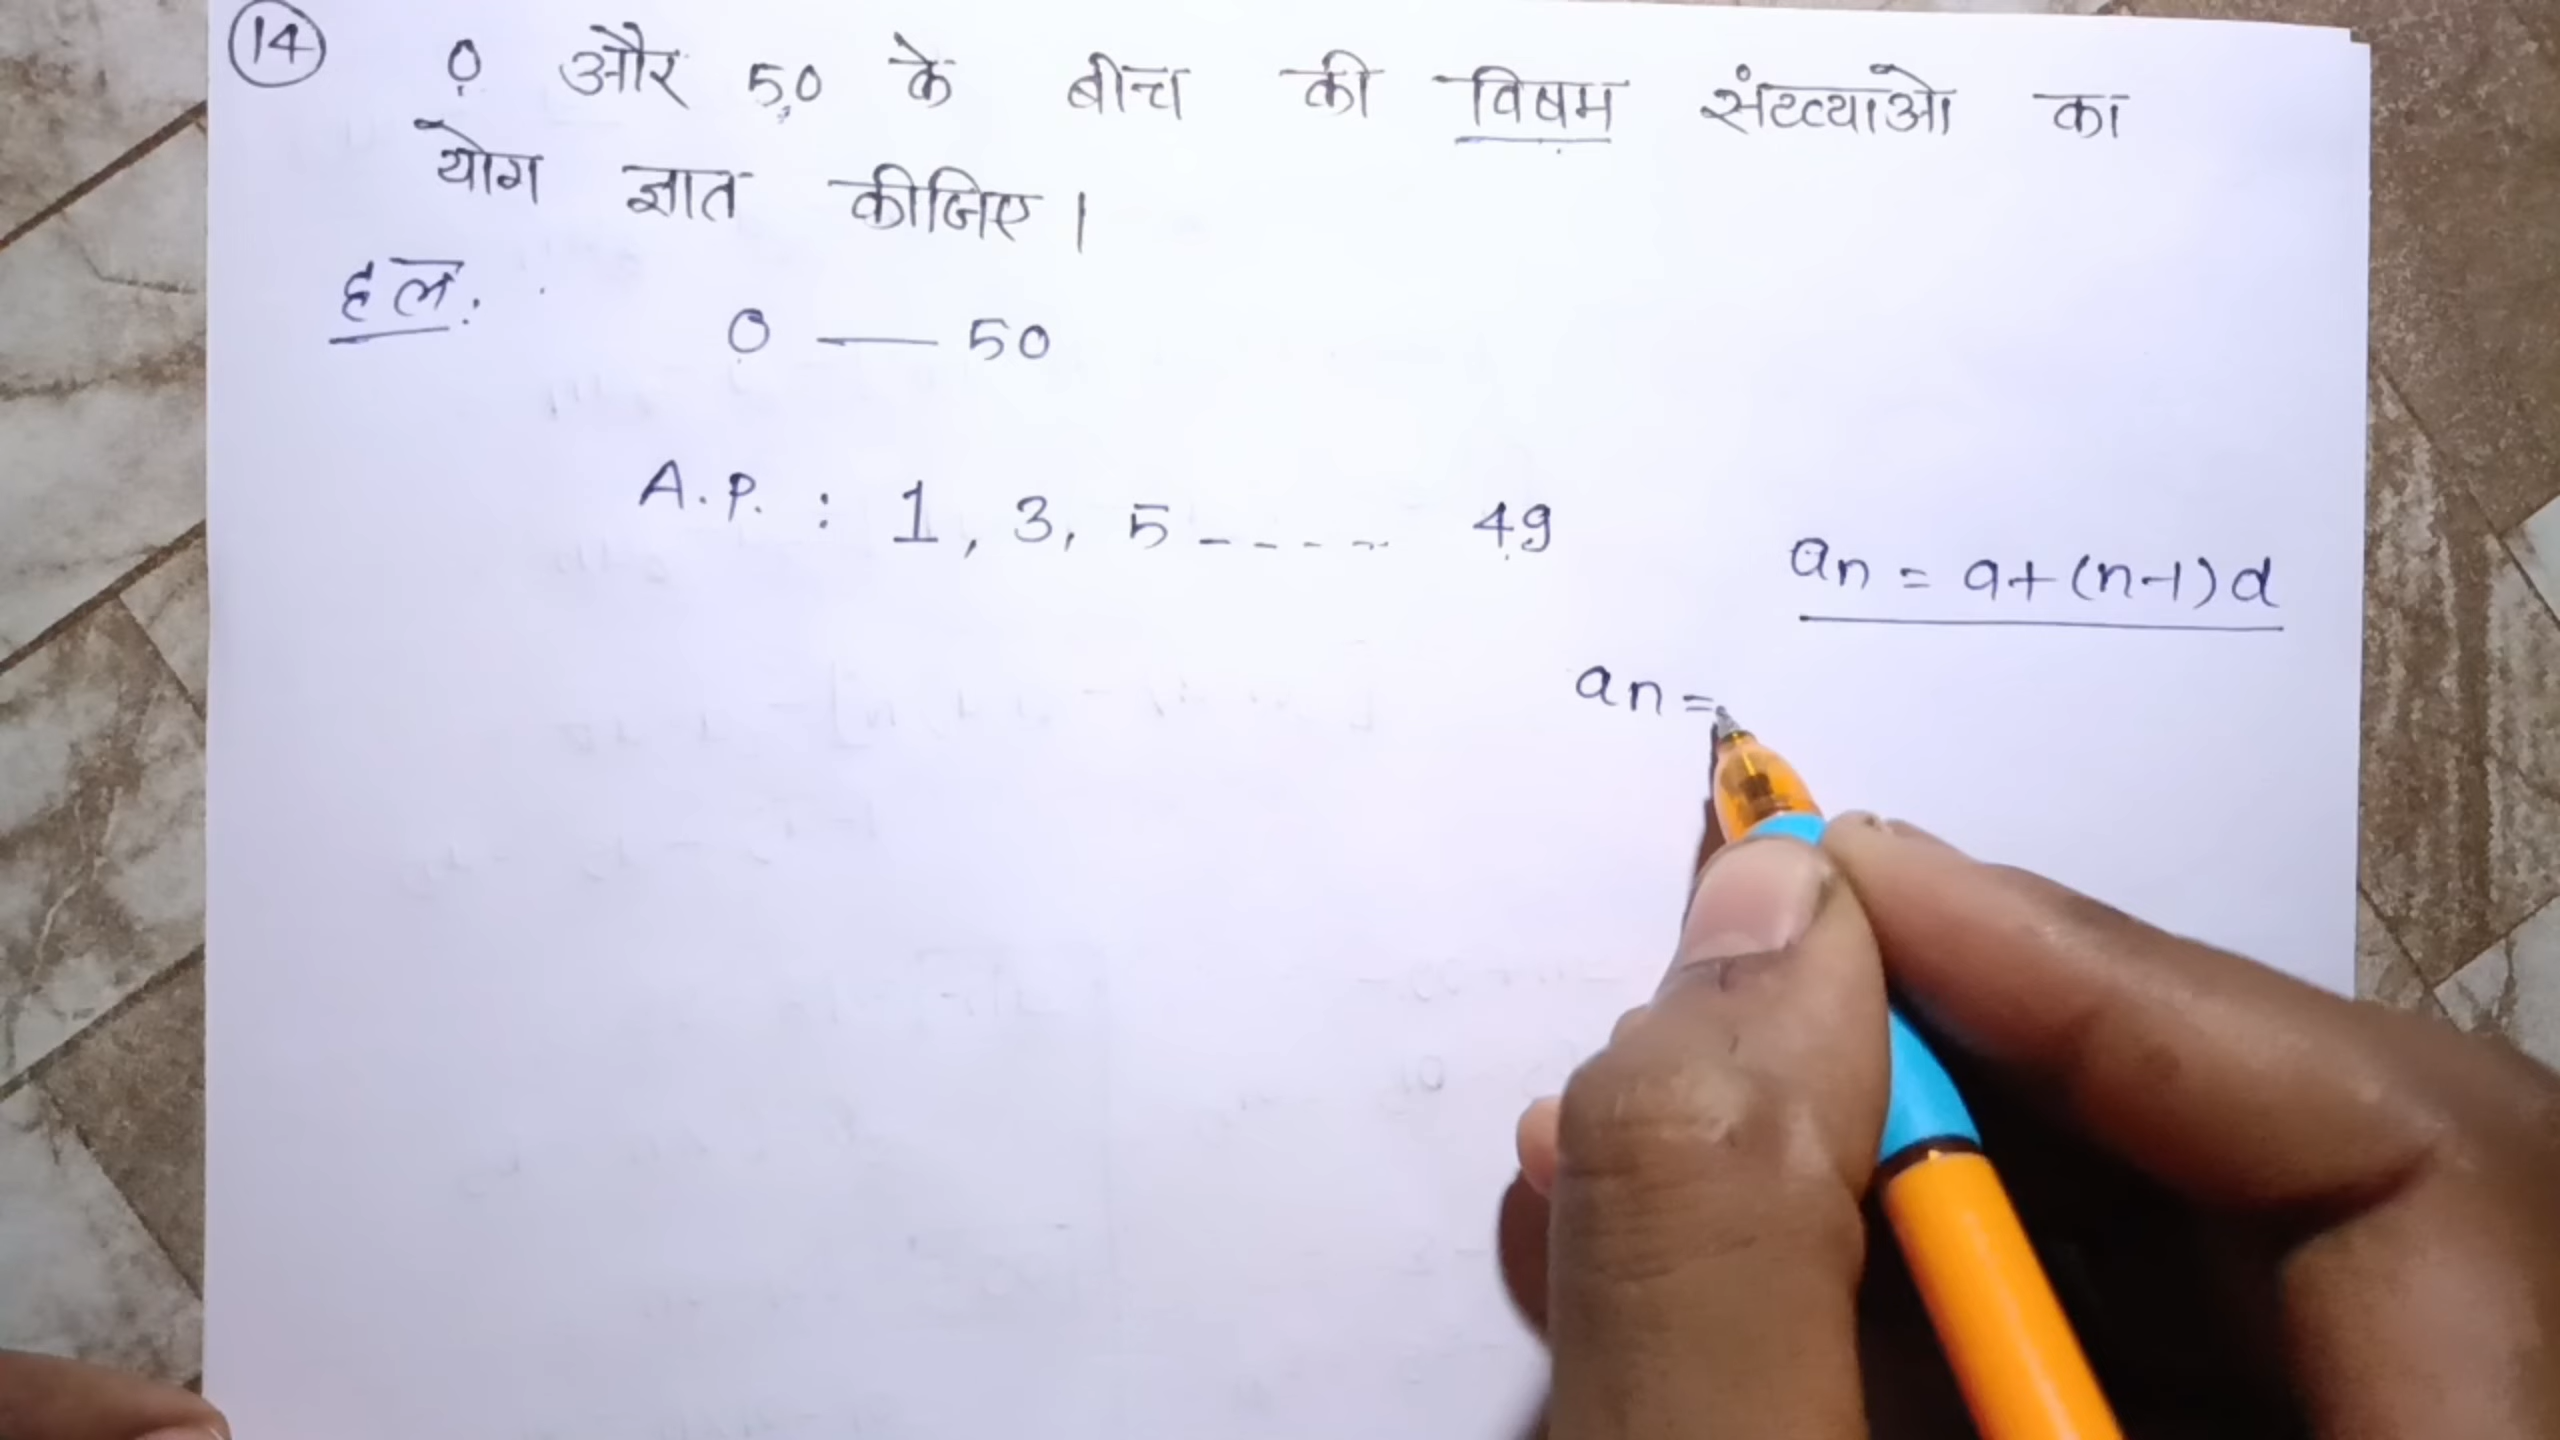 14 0 और 50 के बीच की विषम संख्याओ का
योग ज्ञात कीजिए।
हल.
0 — 50
A.P. : 1, 3, 5 ----- 49
an = a+(n-1)d
an =